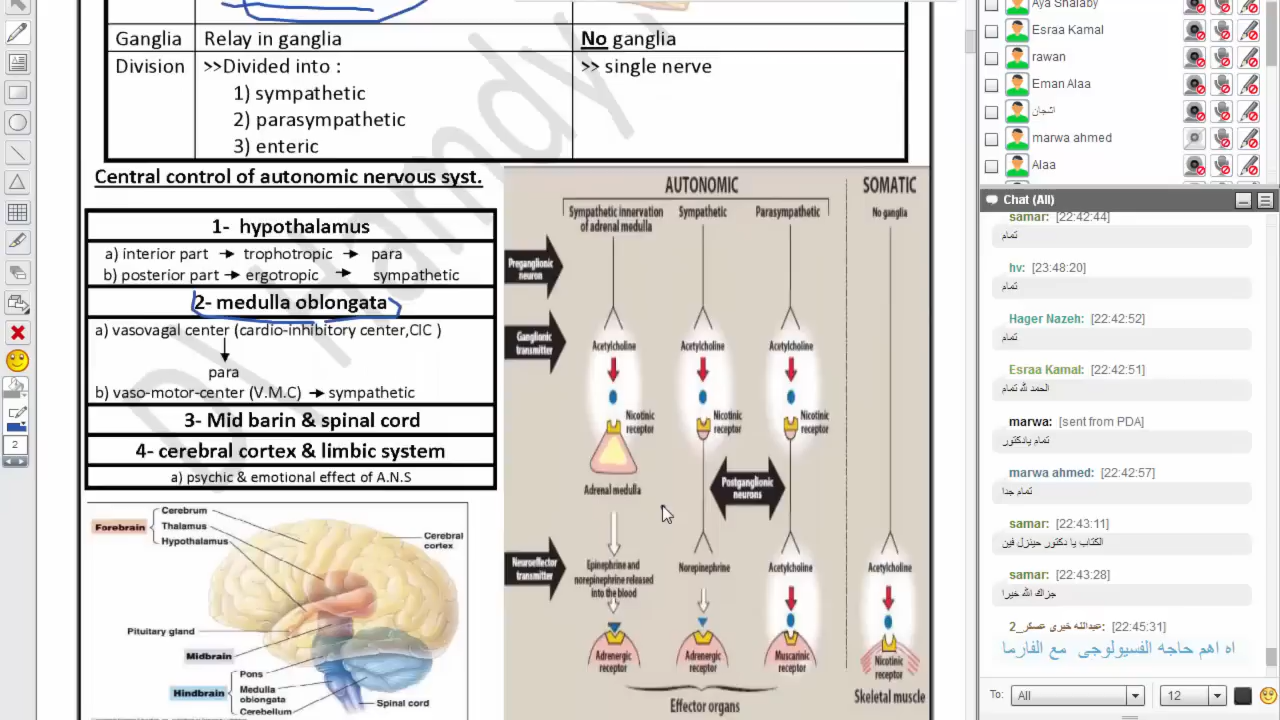 Ganglia Relay in ganglia No ganglia
Division >>Divided into : >> single nerve
1) sympathetic
2) parasympathetic
3) enteric
Central control of autonomic nervous syst.
1- hypothalamus
a) interior part → trophotropic → para
b) posterior part → ergotropic → sympathetic
2- medulla oblongata
a) vasovagal center (cardio-inhibitory center,CIC )
para
b) vaso-motor-center (V.M.C) → sympathetic
3- Mid barin & spinal cord
4- cerebral cortex & limbic system
a) psychic & emotional effect of A.N.S
Forebrain
Cerebrum
Thalamus
Hypothalamus
Cerebral
cortex
Pituitary gland
Midbrain
Hindbrain
Pons
Medulla
oblongata
Cerebellum
Spinal cord
AUTONOMIC
SOMATIC
Sympathetic innervation
of adrenal medulla
Sympathetic
Parasympathetic
No ganglia
Preganglionic
neuron
Ganglionic
transmitter
Acetylcholine
Acetylcholine
Acetylcholine
Nicotinic
receptor
Nicotinic
receptor
Nicotinic
receptor
Adrenal medulla
Postganglionic
neurons
Neuroeffector
transmitter
Epinephrine and
norepinephrine released
into the blood
Norepinephrine
Acetylcholine
Acetylcholine
Adrenergic
receptor
Adrenergic
receptor
Muscarinic
receptor
Nicotinic
receptor
Skeletal muscle
Effector organs
Dr Hamdy
2
Aya Shalaby
Esraa Kamal
rawan
Eman Alaa
marwa ahmed
Alaa
Chat (All)
samar: [22:42:44]
تمام
hv: [23:48:20]
تمام
Hager Nazeh: [22:42:52]
تمام
Esraa Kamal: [22:42:51]
الحمد لله تمام
marwa: [sent from PDA]
تمام يادكتور
marwa ahmed: [22:42:57]
تمام جدا
samar: [22:43:11]
الكتاب يا دكتور حينزل فين
samar: [22:43:28]
جزاك الله خيرا
2_عبدالله خيري عسكر: [22:45:31]
اه اهم حاجه الفسيولوجى مع الفارما
To: All 12